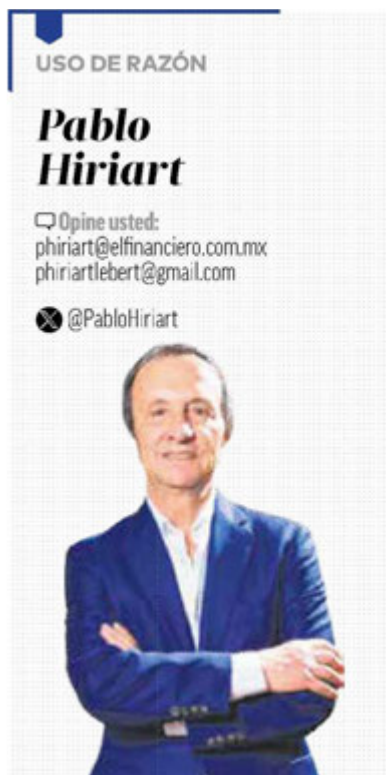 USO DE RAZÓN
Pablo
Hiriart
Opine usted:
phiriart@elfinanciero.com.mx
phiriartlebert@gmail.com
@PabloHiriart